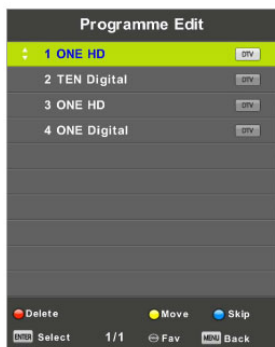 Programme Edit
1 ONE HD DTV
2 TEN Digital DTV
3 ONE HD DTV
4 ONE Digital DTV
Delete Move Skip
ENTER Select 1/1 Fav MENU Back